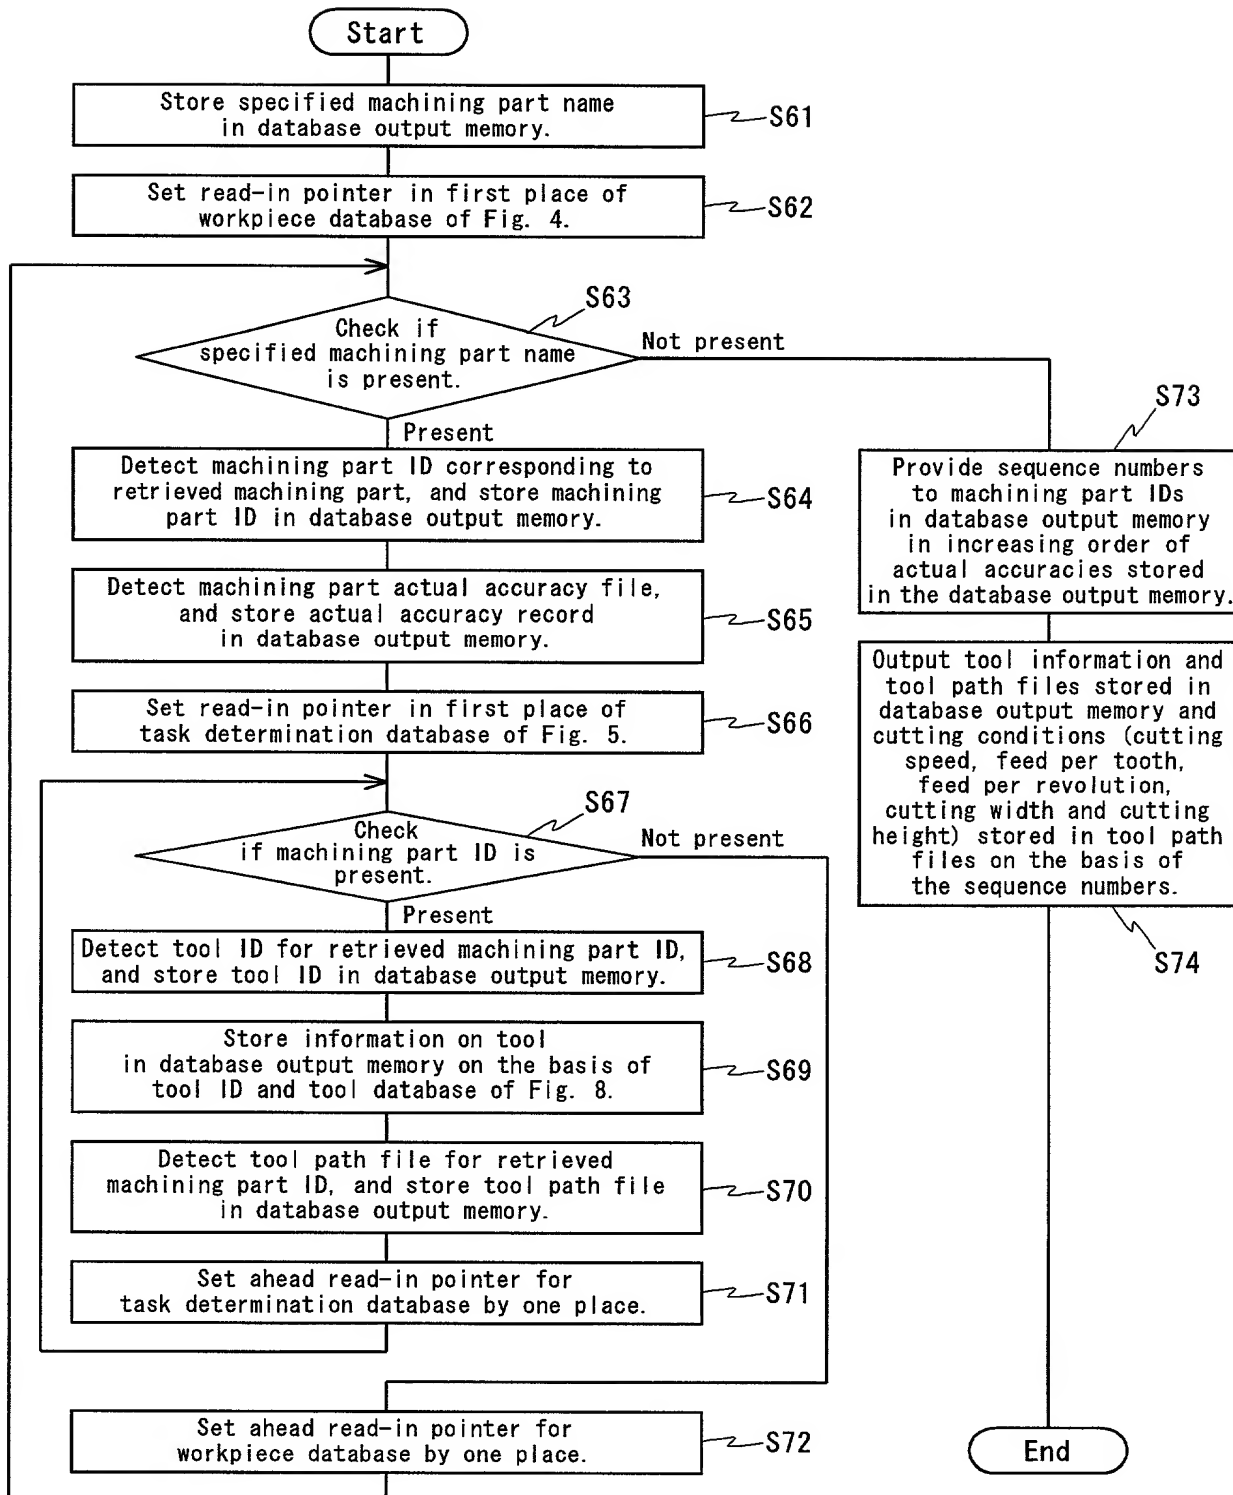 Start
Store specified machining part name
in database output memory.
S61
Set read-in pointer in first place of
workpiece database of Fig. 4.
S62
S63
Check if
specified machining part name
is present.
Not present
Present
Detect machining part ID corresponding to
retrieved machining part, and store machining
part ID in database output memory.
S64
Detect machining part actual accuracy file,
and store actual accuracy record
in database output memory.
S65
Set read-in pointer in first place of
task determination database of Fig. 5.
S66
S67
Check
if machining part ID is
present.
Not present
Present
Detect tool ID for retrieved machining part ID,
and store tool ID in database output memory.
S68
Store information on tool
in database output memory on the basis of
tool ID and tool database of Fig. 8.
S69
Detect tool path file for retrieved
machining part ID, and store tool path file
in database output memory.
S70
Set ahead read-in pointer for
task determination database by one place.
S71
Set ahead read-in pointer for
workpiece database by one place.
S72
S73
Provide sequence numbers
to machining part IDs
in database output memory
in increasing order of
actual accuracies stored
in the database output memory.
Output tool information and
tool path files stored in
database output memory and
cutting conditions (cutting
speed, feed per tooth,
feed per revolution,
cutting width and cutting
height) stored in tool path
files on the basis of
the sequence numbers.
S74
End